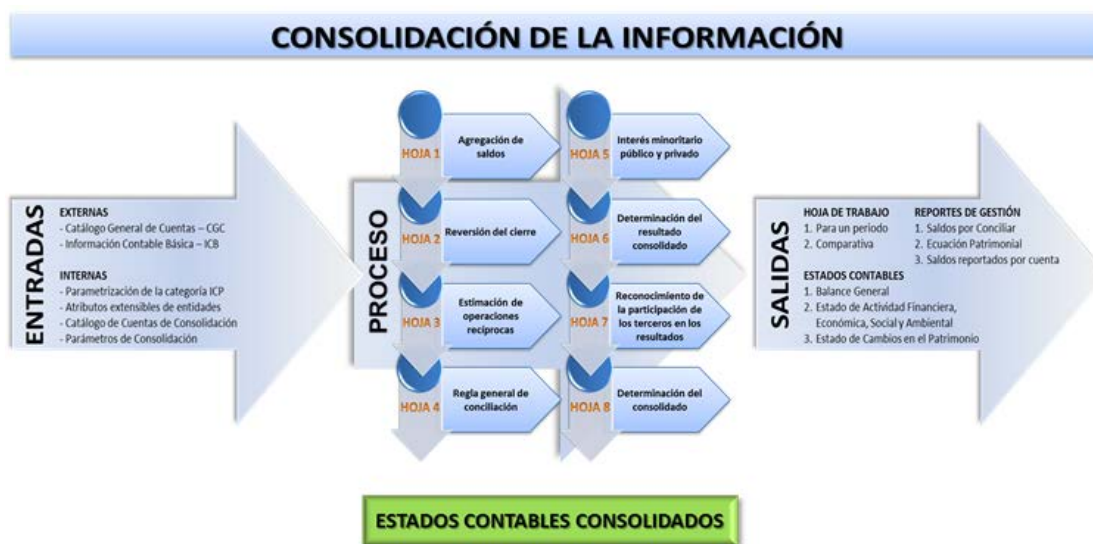 CONSOLIDACIÓN DE LA INFORMACIÓN
ENTRADAS
EXTERNAS
- Catálogo General de Cuentas – CGC
- Información Contable Básica – ICB
INTERNAS
- Parametrización de la categoría ICP
- Atributos extensibles de entidades
- Catálogo de Cuentas de Consolidación
- Parámetros de Consolidación
PROCESO
HOJA 1
Agregación de
saldos
HOJA 2
Reversión del cierre
HOJA 3
Estimación de
operaciones
recíprocas
HOJA 4
Regla general de
conciliación
HOJA 5
Interés minoritario
público y privado
HOJA 6
Determinación del
resultado
consolidado
HOJA 7
Reconocimiento de
la participación de
los terceros en los
resultados
HOJA 8
Determinación del
consolidado
SALIDAS
HOJA DE TRABAJO
1. Para un periodo
2. Comparativa
REPORTES DE GESTIÓN
1. Saldos por Conciliar
2. Ecuación Patrimonial
3. Saldos reportados por cuenta
ESTADOS CONTABLES
1. Balance General
2. Estado de Actividad Financiera,
Económica, Social y Ambiental
3. Estado de Cambios en el Patrimonio
ESTADOS CONTABLES CONSOLIDADOS